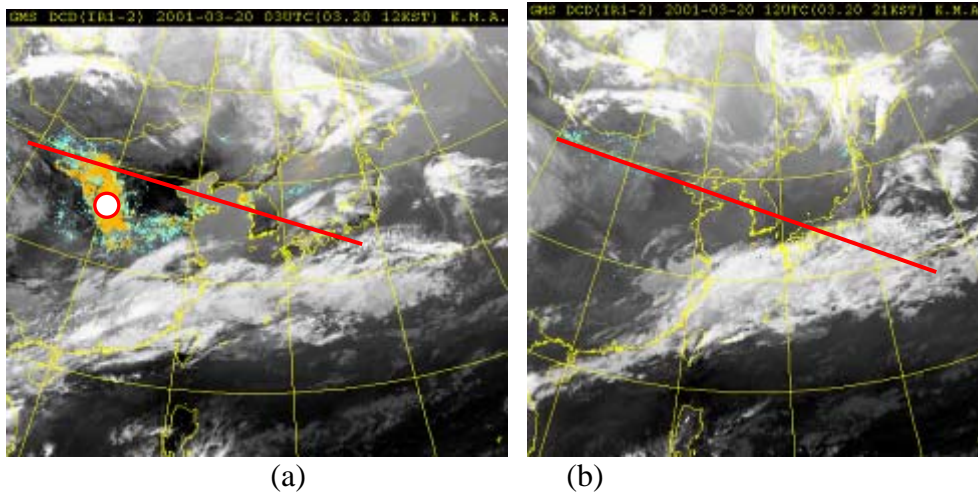 GMS DCD(IR1-2) 2001-03-20 03UTC(03.20 12KST) K.M.A.
GMS DCD(IR1-2) 2001-03-20 12UTC(03.20 21KST) K.M.A
(a)
(b)